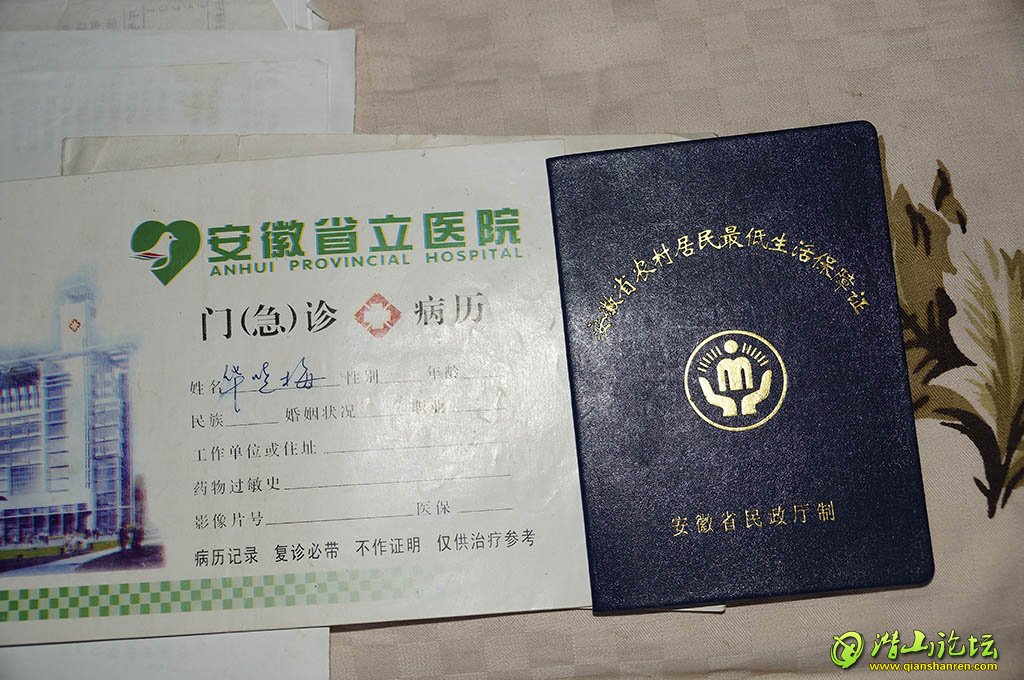 安徽省立医院
ANHUI PROVINCIAL HOSPITAL
门(急)诊 病历
姓名 性别 年龄
民族 婚姻状况 职业
工作单位或住址
药物过敏史
影像片号 医保
病历记录 复诊必带 不作证明 仅供治疗参考
安徽省农村居民最低生活保障证
安徽省民政厅制
潜山论坛
www.qianshanren.com